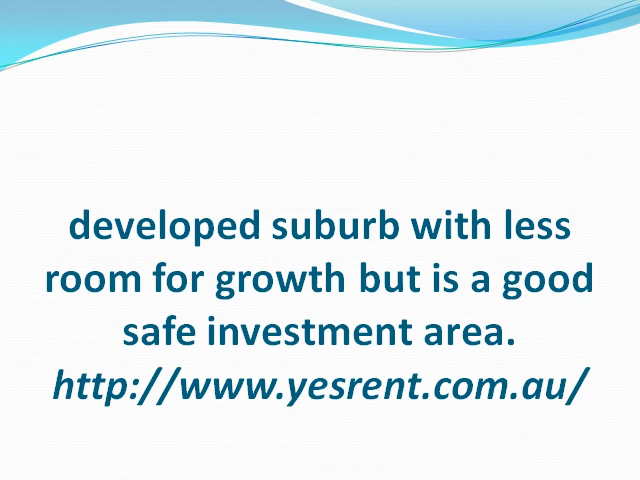 developed suburb with less
room for growth but is a good
safe investment area.
http://www.yesrent.com.au/